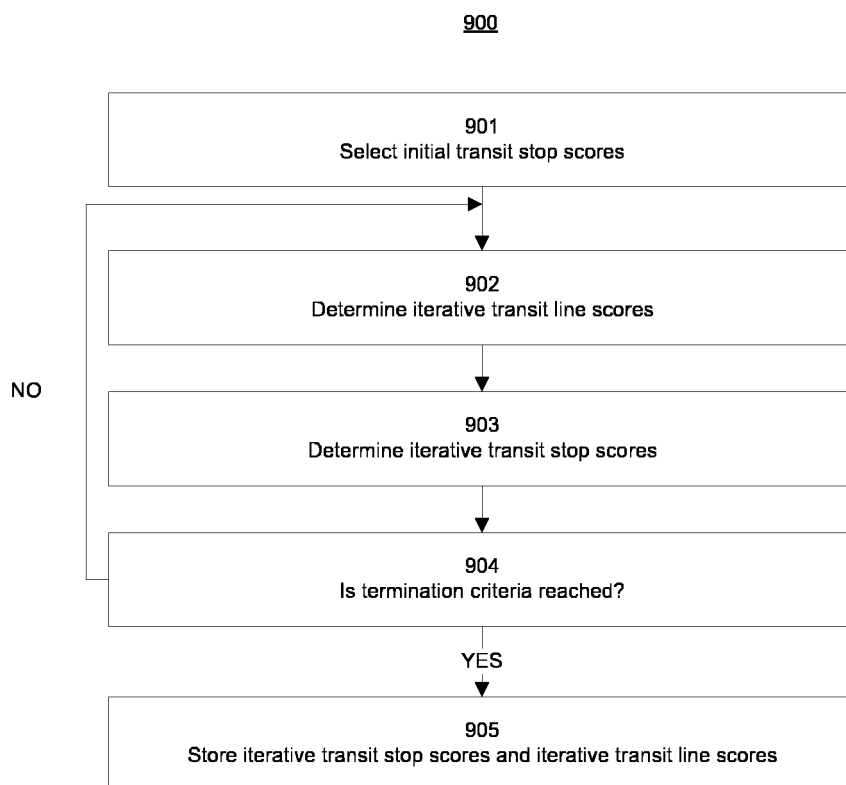 900
901
Select initial transit stop scores
902
Determine iterative transit line scores
NO
903
Determine iterative transit stop scores
904
Is termination criteria reached?
YES
905
Store iterative transit stop scores and iterative transit line scores